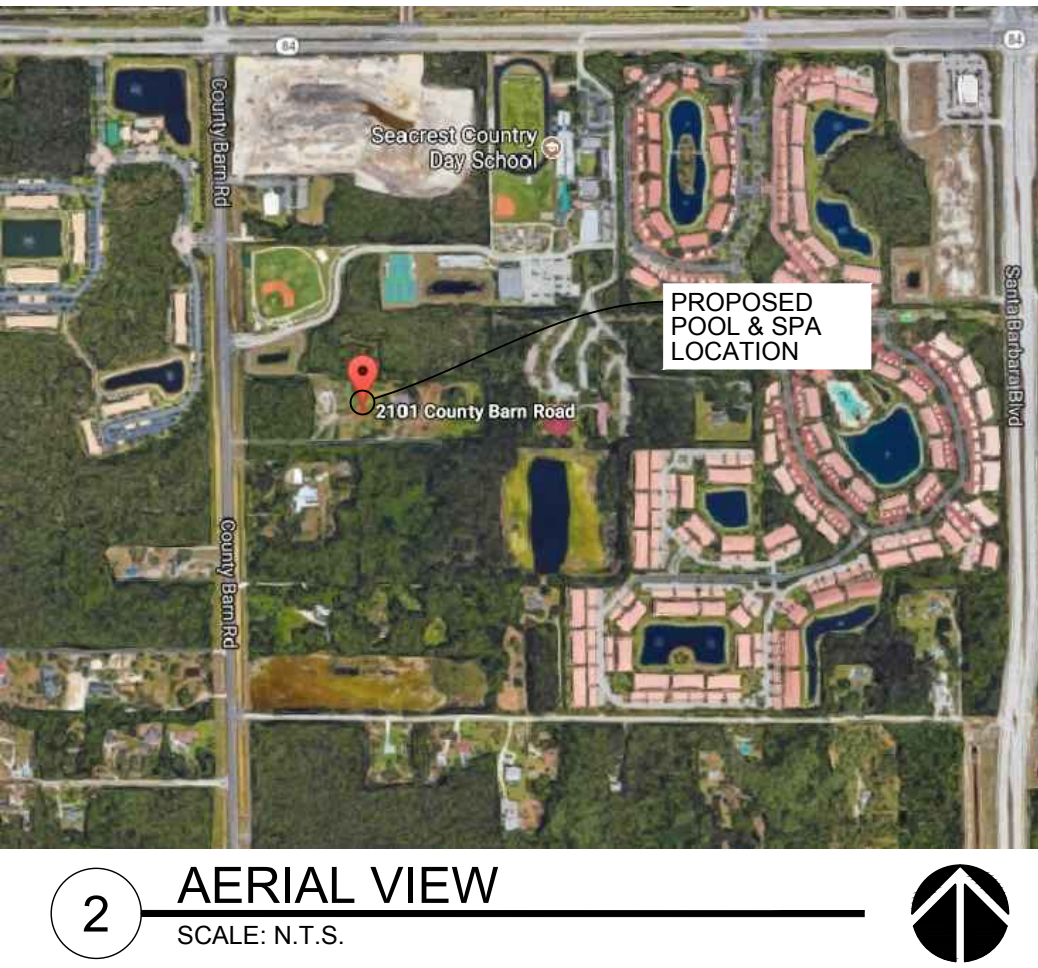 84
84
County Barn Rd
Seacrest Country
Day School
PROPOSED
POOL & SPA
LOCATION
Santa Barbara Blvd
2101 County Barn Road
County Barn Rd
2
AERIAL VIEW
SCALE: N.T.S.